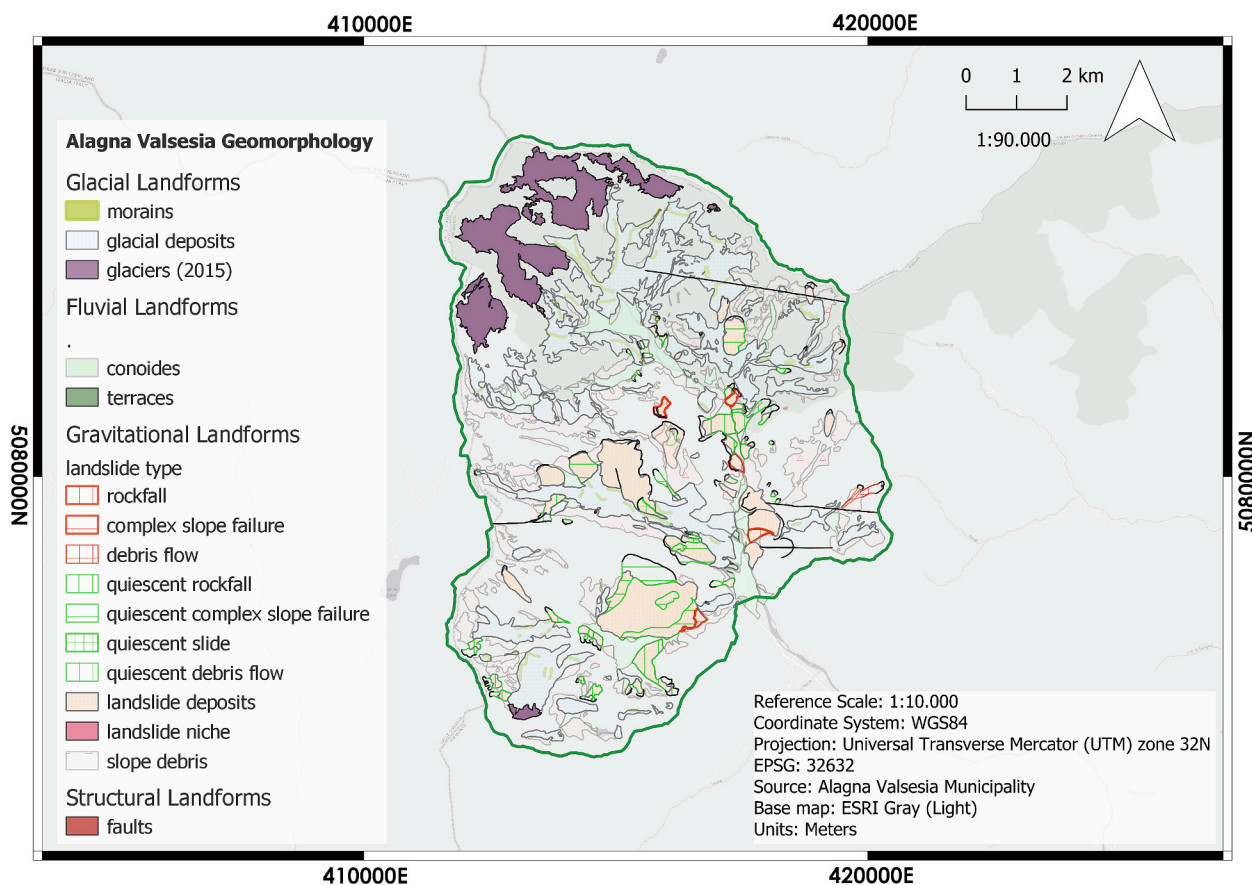 410000E
420000E
0 1 2 km
1:90.000
Alagna Valsesia Geomorphology
Glacial Landforms
morains
glacial deposits
glaciers (2015)
Fluvial Landforms
.
conoides
terraces
Gravitational Landforms
landslide type
rockfall
complex slope failure
debris flow
quiescent rockfall
quiescent complex slope failure
quiescent slide
quiescent debris flow
landslide deposits
landslide niche
slope debris
Structural Landforms
faults
5080000N
5080000N
Reference Scale: 1:10.000
Coordinate System: WGS84
Projection: Universal Transverse Mercator (UTM) zone 32N
EPSG: 32632
Source: Alagna Valsesia Municipality
Base map: ESRI Gray (Light)
Units: Meters
410000E
420000E